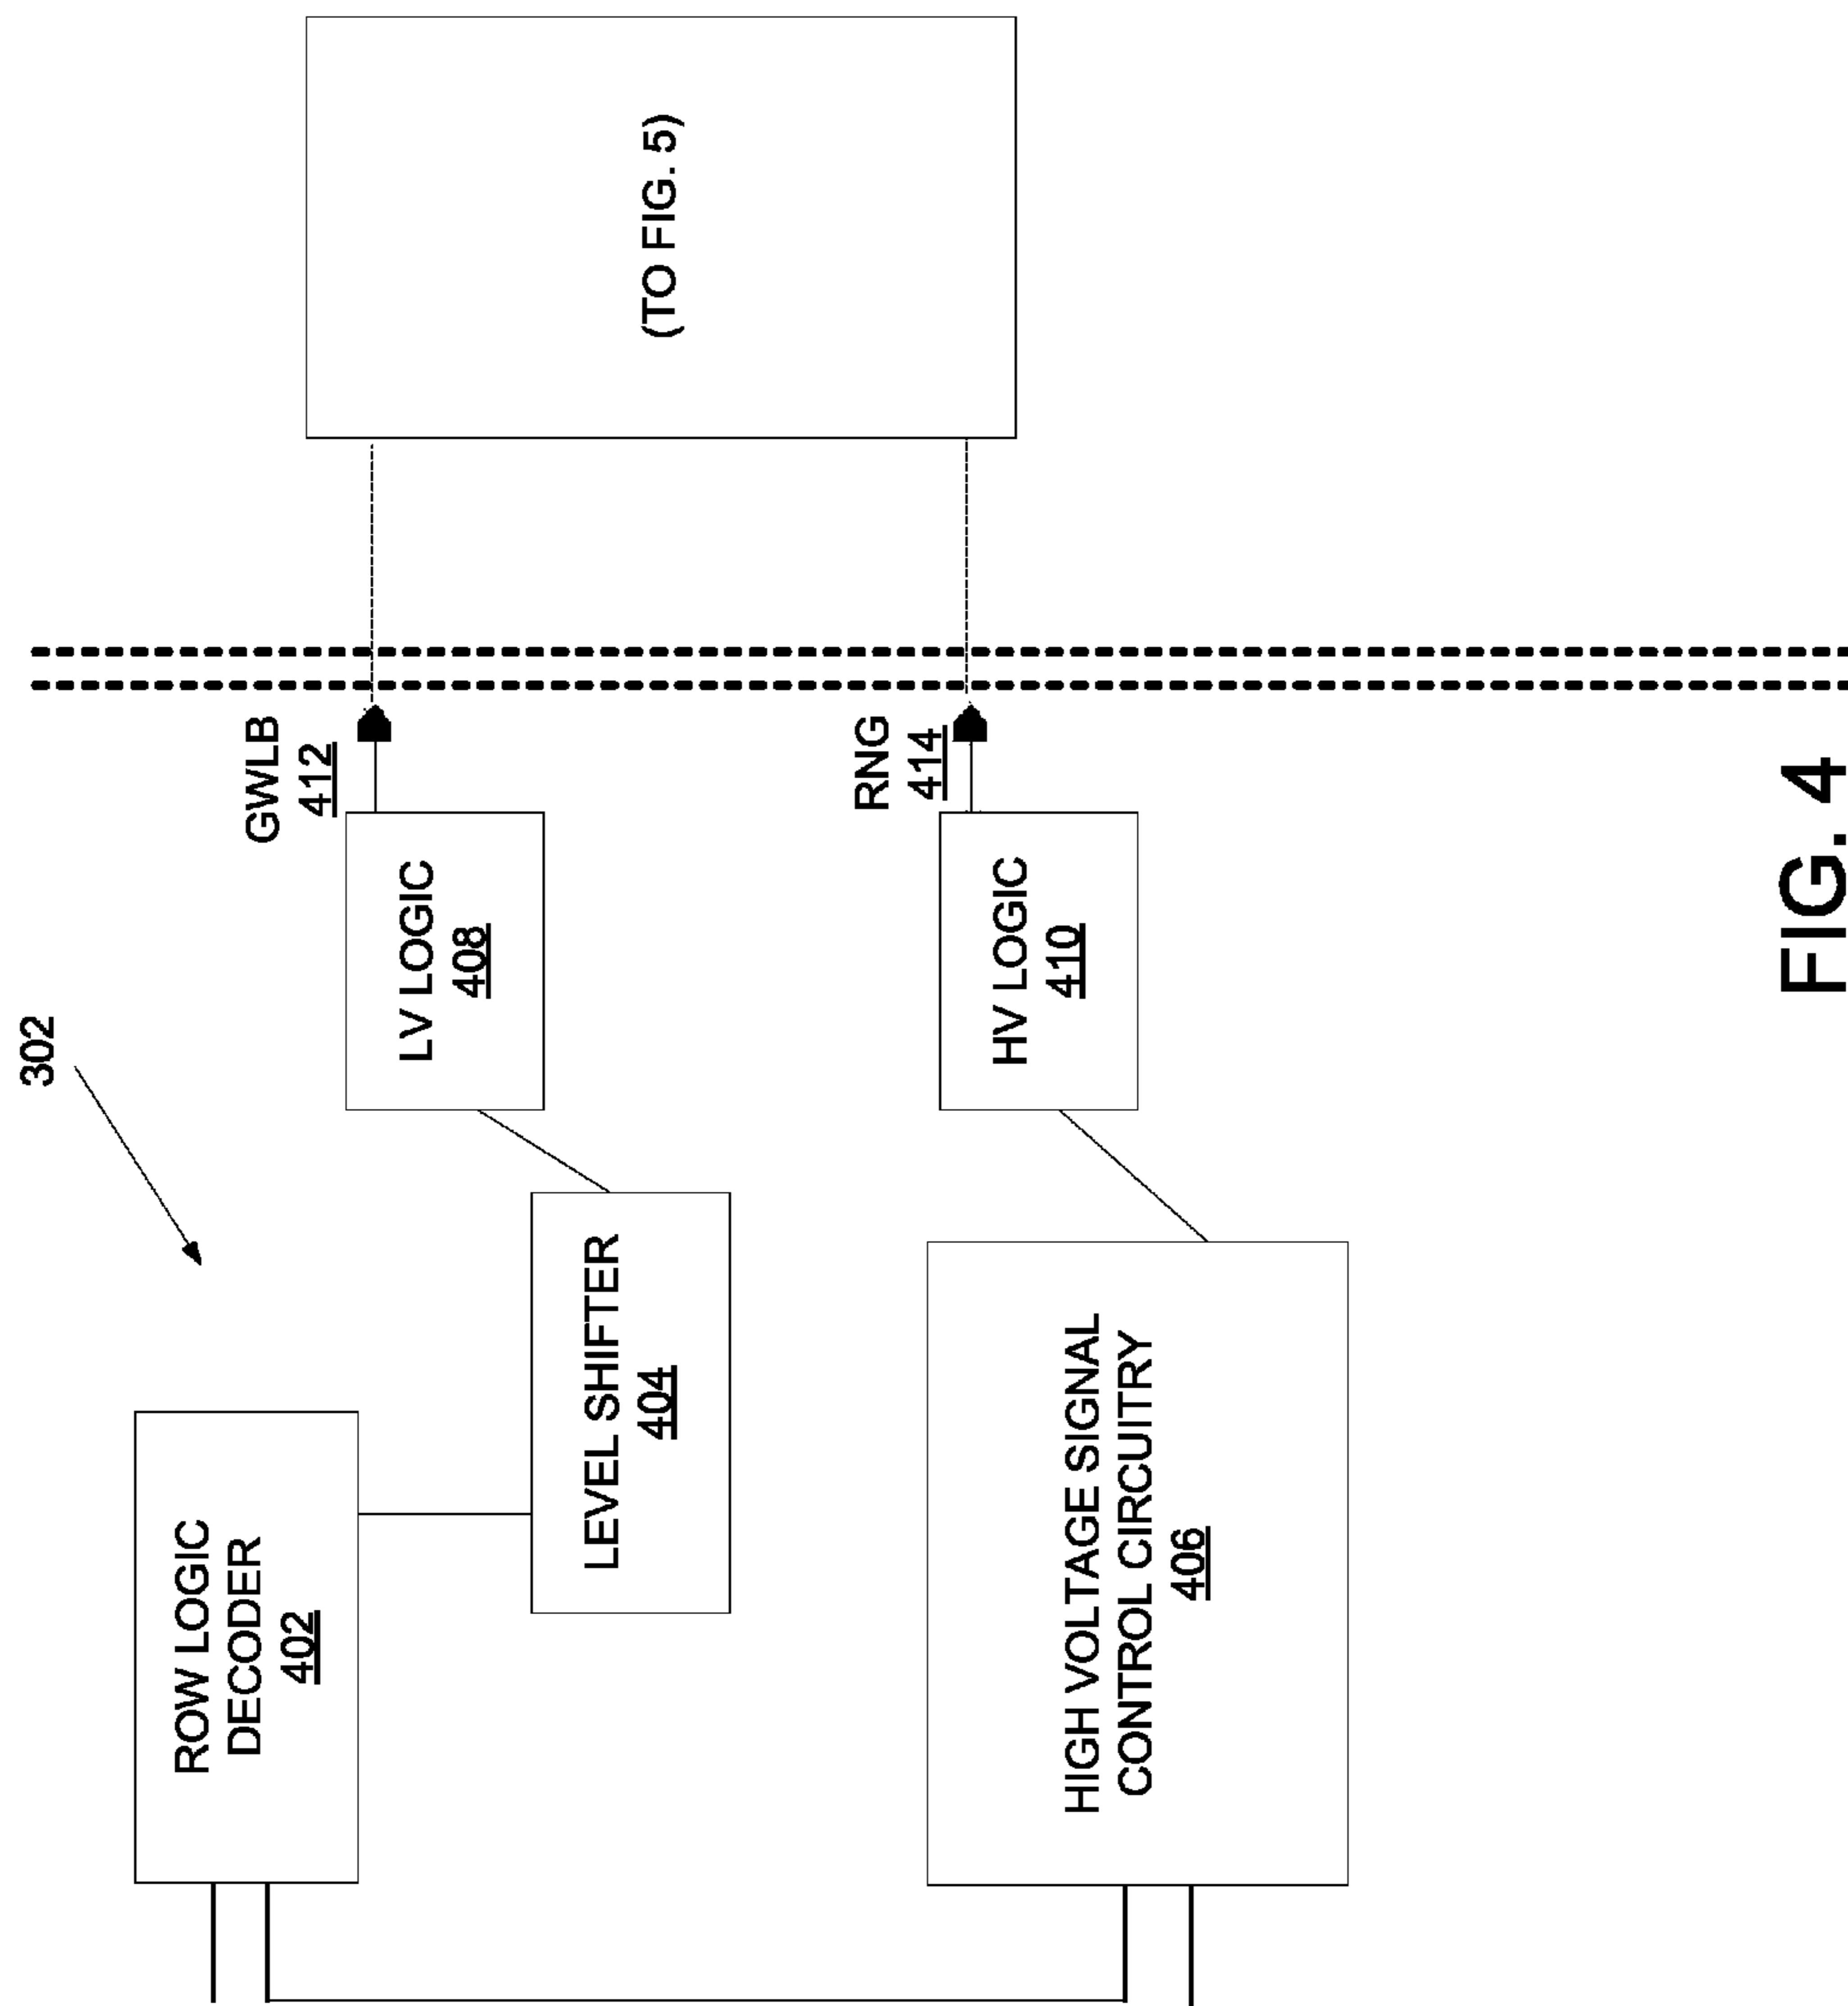 302
ROW LOGIC
DECODER
402
LEVEL SHIFTER
404
LV LOGIC
408
GWLB
412
HIGH VOLTAGE SIGNAL
CONTROL CIRCUITRY
406
HV LOGIC
410
RNG
414
(TO FIG. 5)
FIG. 4